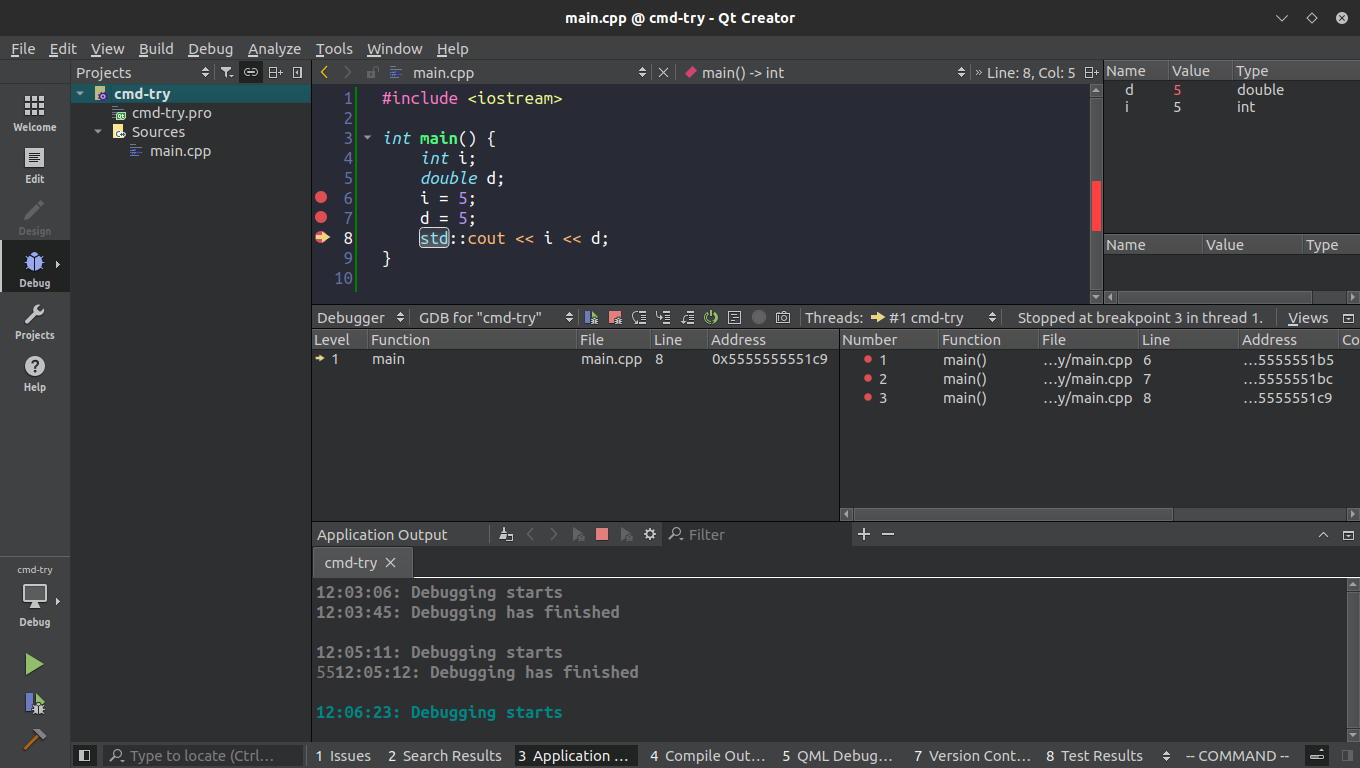 main.cpp @ cmd-try - Qt Creator
File Edit View Build Debug Analyze Tools Window Help
Projects
main.cpp
main() -> int
» Line: 8, Col: 5
Name Value Type
d 5 double
i 5 int
Name Value Type
cmd-try
cmd-try.pro
Sources
main.cpp
Welcome
Edit
Design
Debug
Projects
Help
1 #include <iostream>
2
3 int main() {
4 int i;
5 double d;
6 i = 5;
7 d = 5;
8 std::cout << i << d;
9 }
10
Debugger GDB for "cmd-try" Threads: #1 cmd-try Stopped at breakpoint 3 in thread 1. Views
Level Function File Line Address
1 main main.cpp 8 0x5555555551c9
Number Function File Line Address Co
1 main() …y/main.cpp 6 …5555551b5
2 main() …y/main.cpp 7 …5555551bc
3 main() …y/main.cpp 8 …5555551c9
Application Output Filter
cmd-try
12:03:06: Debugging starts
12:03:45: Debugging has finished
12:05:11: Debugging starts
5512:05:12: Debugging has finished
12:06:23: Debugging starts
cmd-try
Debug
Type to locate (Ctrl... 1 Issues 2 Search Results 3 Application ... 4 Compile Out... 5 QML Debug... 7 Version Cont... 8 Test Results -- COMMAND --